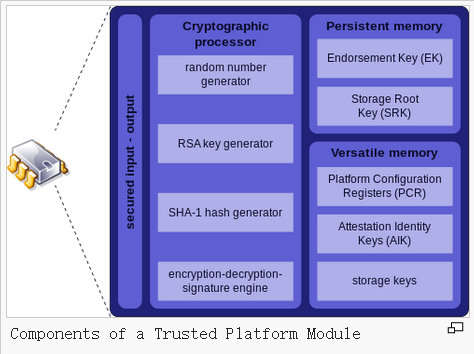 secured input - output
Cryptographic
processor
random number
generator
RSA key generator
SHA-1 hash generator
encryption-decryption-
signature engine
Persistent memory
Endorsement Key (EK)
Storage Root
Key (SRK)
Versatile memory
Platform Configuration
Registers (PCR)
Attestation Identity
Keys (AIK)
storage keys
Components of a Trusted Platform Module